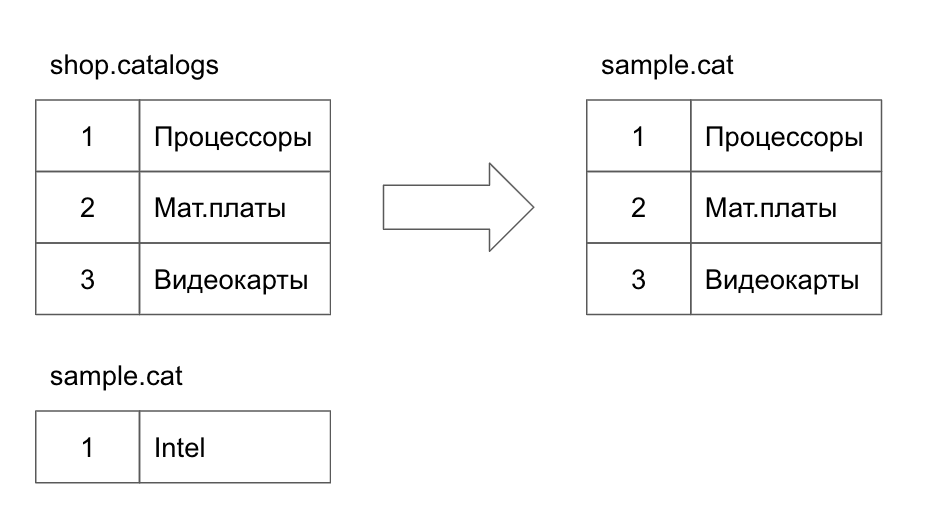 shop.catalogs
1 Процессоры
2 Мат.платы
3 Видеокарты
sample.cat
1 Intel
sample.cat
1 Процессоры
2 Мат.платы
3 Видеокарты